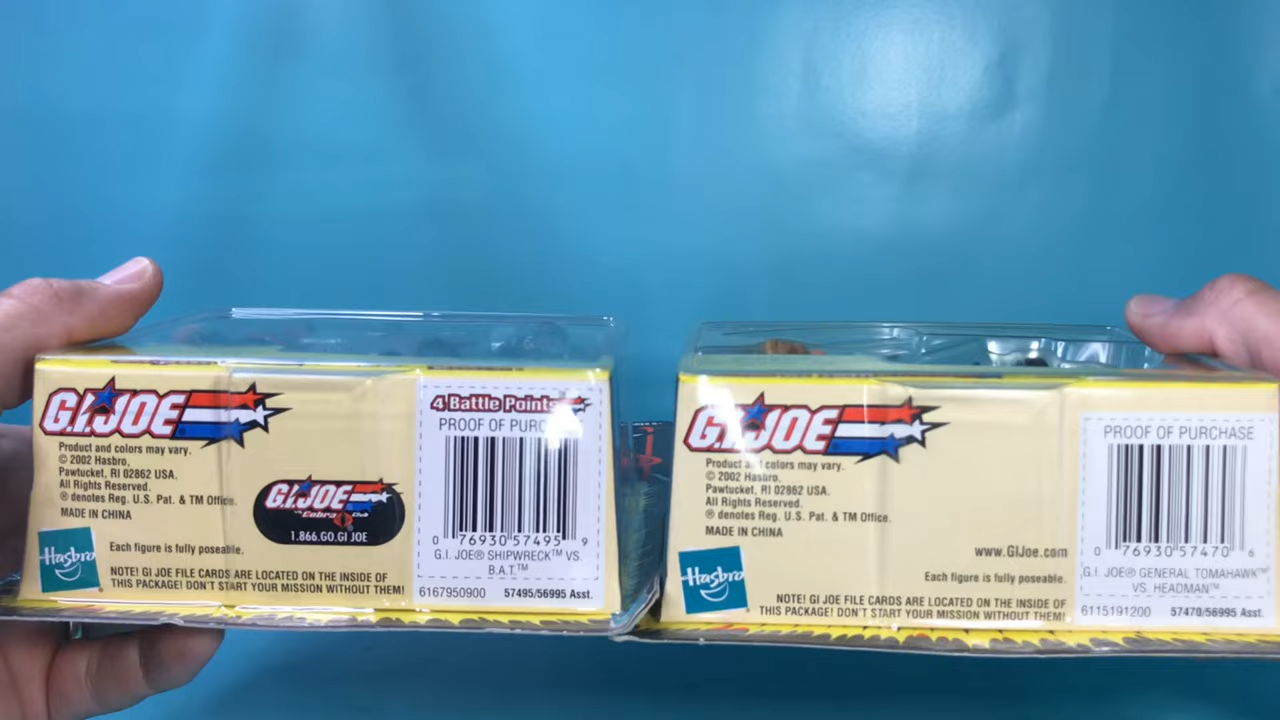 G.I.JOE
Product and colors may vary.
© 2002 Hasbro,
Pawtucket, RI 02862 USA.
All Rights Reserved.
® denotes Reg. U.S. Pat. & TM Office.
MADE IN CHINA
Hasbro
Each figure is fully poseable.
NOTE! GI JOE FILE CARDS ARE LOCATED ON THE INSIDE OF
THIS PACKAGE! DON'T START YOUR MISSION WITHOUT THEM!
G.I.JOE
vs Cobra Club
1.866.GO.GI JOE
4 Battle Points
PROOF OF PURCHASE
0 76930 57495 9
G.I. JOE® SHIPWRECK™ VS.
B.A.T.™
6167950900 57495/56995 Asst.
G.I.JOE
Product and colors may vary.
© 2002 Hasbro,
Pawtucket, RI 02862 USA.
All Rights Reserved.
® denotes Reg. U.S. Pat. & TM Office.
MADE IN CHINA
Hasbro
www.GIJoe.com
Each figure is fully poseable.
NOTE! GI JOE FILE CARDS ARE LOCATED ON THE INSIDE OF
THIS PACKAGE! DON'T START YOUR MISSION WITHOUT THEM!
PROOF OF PURCHASE
0 76930 57470 6
G.I. JOE® GENERAL TOMAHAWK™
VS. HEADMAN™
6115191200 57470/56995 Asst.